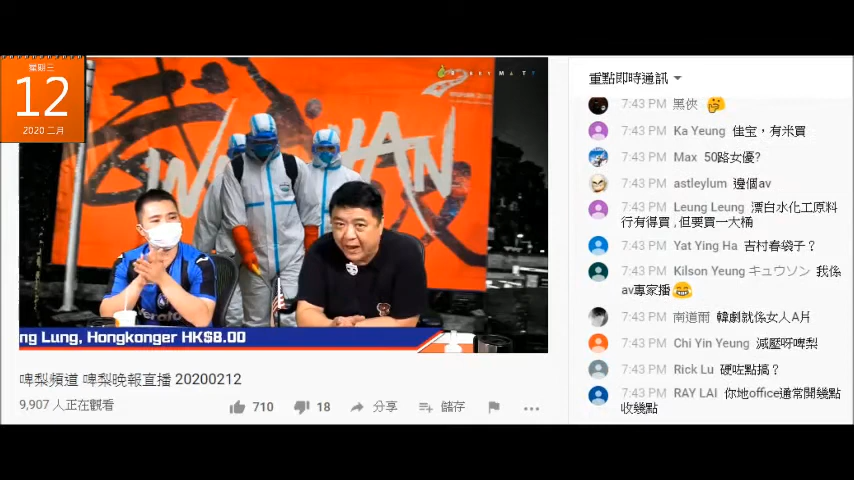 星期三
12
2020 二月
BEERYMATT
WUHAN
武汉
erreato
ng Lung, Hongkonger HK$8.00
啤梨頻道 啤梨晚報直播 20200212
9,907 人正在觀看
710
18
分享
儲存
重點即時通訊
7:43 PM 黑俠 🤔
7:43 PM Ka Yeung 佳宝，有米買
7:43 PM Max 50路女優?
7:43 PM astleylum 邊個av
7:43 PM Leung Leung 漂白水化工原料
行有得買 , 但要買一大桶
7:43 PM Yat Ying Ha 吉村春袋子？
7:43 PM Kilson Yeung キュウソン 我係
av專家播😂
7:43 PM 南道雨 韓劇就係女人A片
7:43 PM Chi Yin Yeung 減壓呀啤梨
7:43 PM Rick Lu 硬咗點搞？
7:43 PM RAY LAI 你地office通常開幾點
收幾點